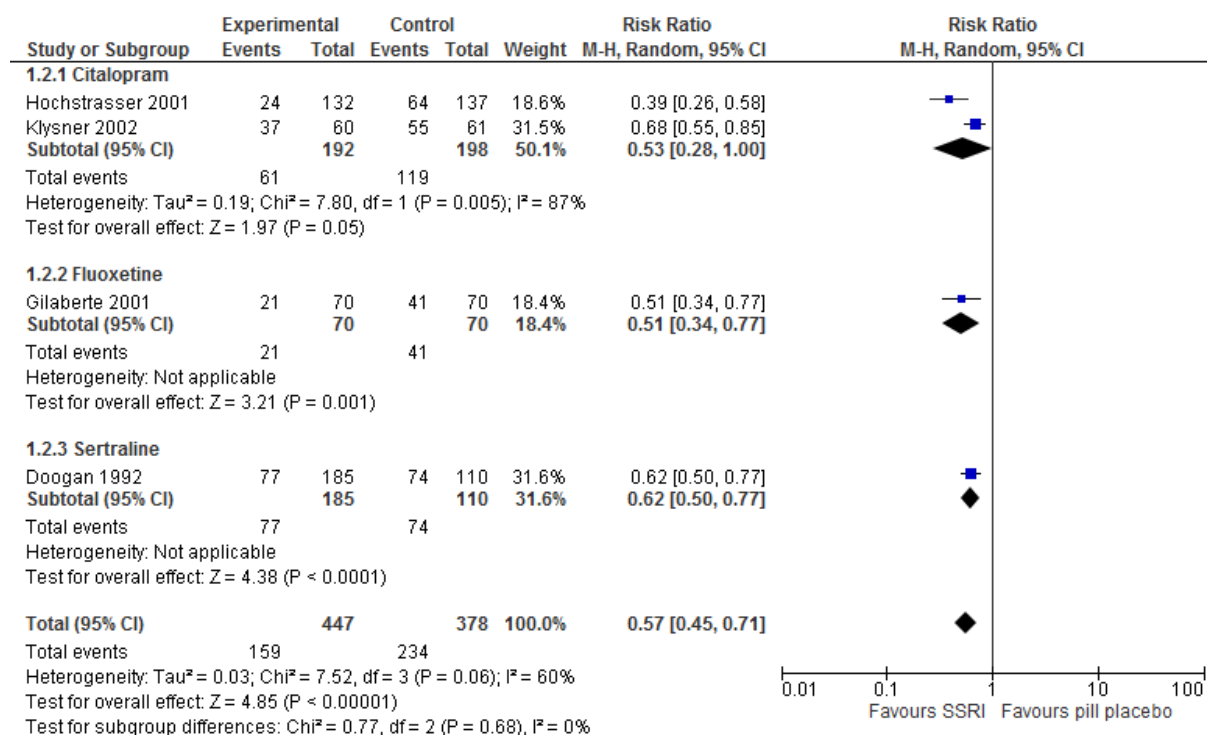 Experimental Control Risk Ratio Risk Ratio
Study or Subgroup Events Total Events Total Weight M-H, Random, 95% CI M-H, Random, 95% CI
1.2.1 Citalopram
Hochstrasser 2001 24 132 64 137 18.6% 0.39 [0.26, 0.58]
Klysner 2002 37 60 55 61 31.5% 0.68 [0.55, 0.85]
Subtotal (95% CI) 192 198 50.1% 0.53 [0.28, 1.00]
Total events 61 119
Heterogeneity: Tau² = 0.19; Chi² = 7.80, df = 1 (P = 0.005); I² = 87%
Test for overall effect: Z = 1.97 (P = 0.05)
1.2.2 Fluoxetine
Gilaberte 2001 21 70 41 70 18.4% 0.51 [0.34, 0.77]
Subtotal (95% CI) 70 70 18.4% 0.51 [0.34, 0.77]
Total events 21 41
Heterogeneity: Not applicable
Test for overall effect: Z = 3.21 (P = 0.001)
1.2.3 Sertraline
Doogan 1992 77 185 74 110 31.6% 0.62 [0.50, 0.77]
Subtotal (95% CI) 185 110 31.6% 0.62 [0.50, 0.77]
Total events 77 74
Heterogeneity: Not applicable
Test for overall effect: Z = 4.38 (P < 0.0001)
Total (95% CI) 447 378 100.0% 0.57 [0.45, 0.71]
Total events 159 234
Heterogeneity: Tau² = 0.03; Chi² = 7.52, df = 3 (P = 0.06); I² = 60%
Test for overall effect: Z = 4.85 (P < 0.00001)
Test for subgroup differences: Chi² = 0.77, df = 2 (P = 0.68), I² = 0%
0.01 0.1 1 10 100
Favours SSRI Favours pill placebo